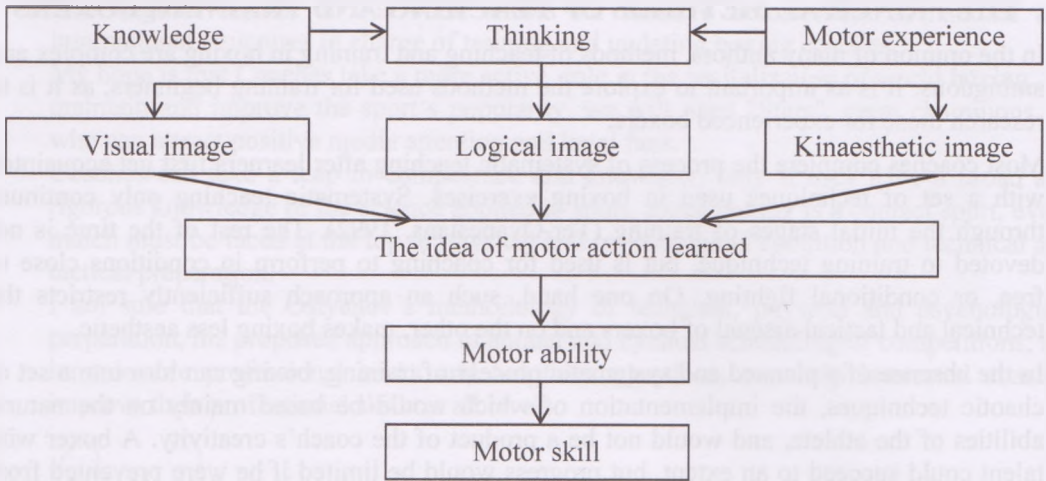 Knowledge Thinking Motor experience
Visual image Logical image Kinaesthetic image
The idea of motor action learned
Motor ability
Motor skill